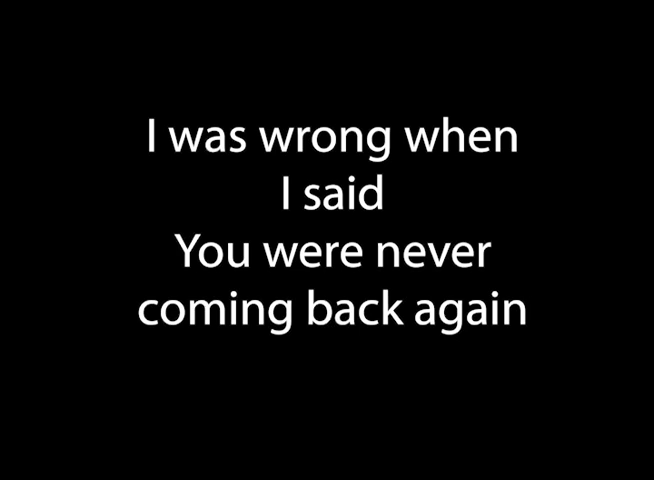 I was wrong when
I said
You were never
coming back again